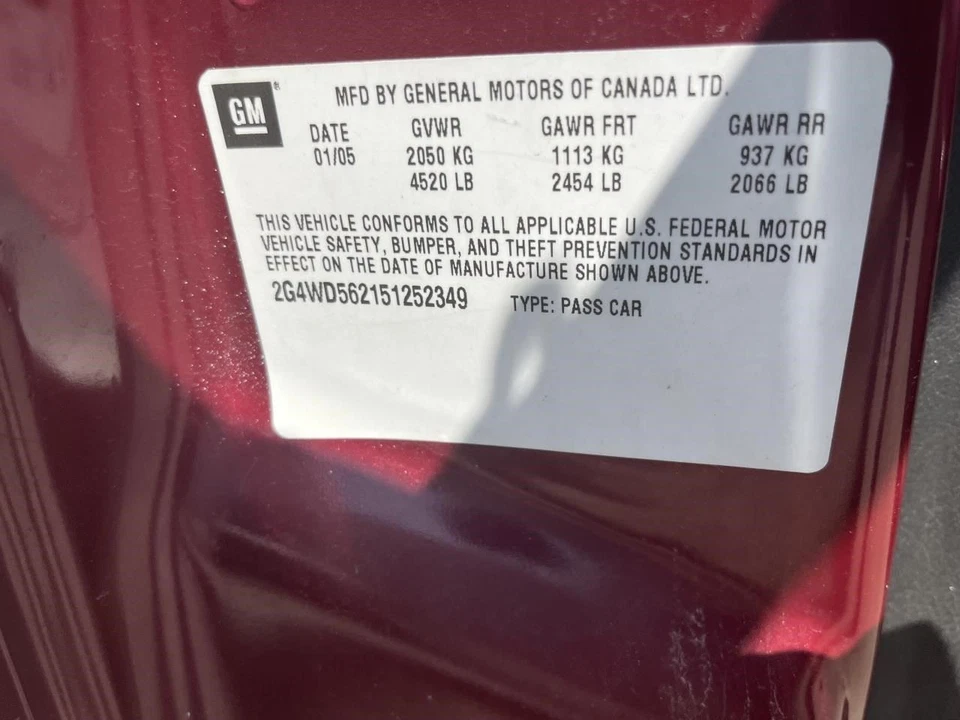 GM®
MFD BY GENERAL MOTORS OF CANADA LTD.
DATE GVWR GAWR FRT GAWR RR
01/05 2050 KG 1113 KG 937 KG
4520 LB 2454 LB 2066 LB
THIS VEHICLE CONFORMS TO ALL APPLICABLE U.S. FEDERAL MOTOR
VEHICLE SAFETY, BUMPER, AND THEFT PREVENTION STANDARDS IN
EFFECT ON THE DATE OF MANUFACTURE SHOWN ABOVE.
2G4WD562151252349 TYPE: PASS CAR